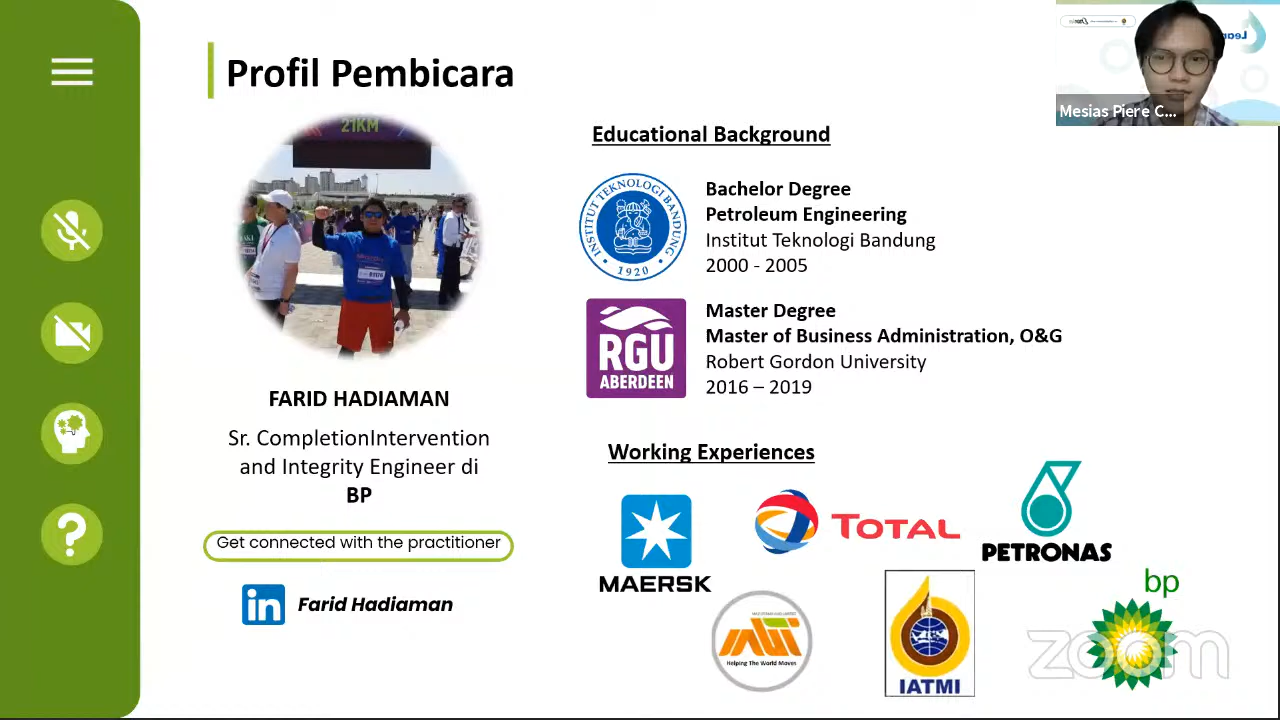 Profil Pembicara
21KM
FARID HADIAMAN
Sr. CompletionIntervention
and Integrity Engineer di
BP
Get connected with the practitioner
in
Farid Hadiaman
Educational Background
INSTITUT TEKNOLOGI BANDUNG
1920
Bachelor Degree
Petroleum Engineering
Institut Teknologi Bandung
2000 - 2005
RGU
ABERDEEN
Master Degree
Master of Business Administration, O&G
Robert Gordon University
2016 – 2019
Working Experiences
MAERSK
TOTAL
PETRONAS
Helping The World Moves
IATMI
bp
zoom
Mesias Piere C...